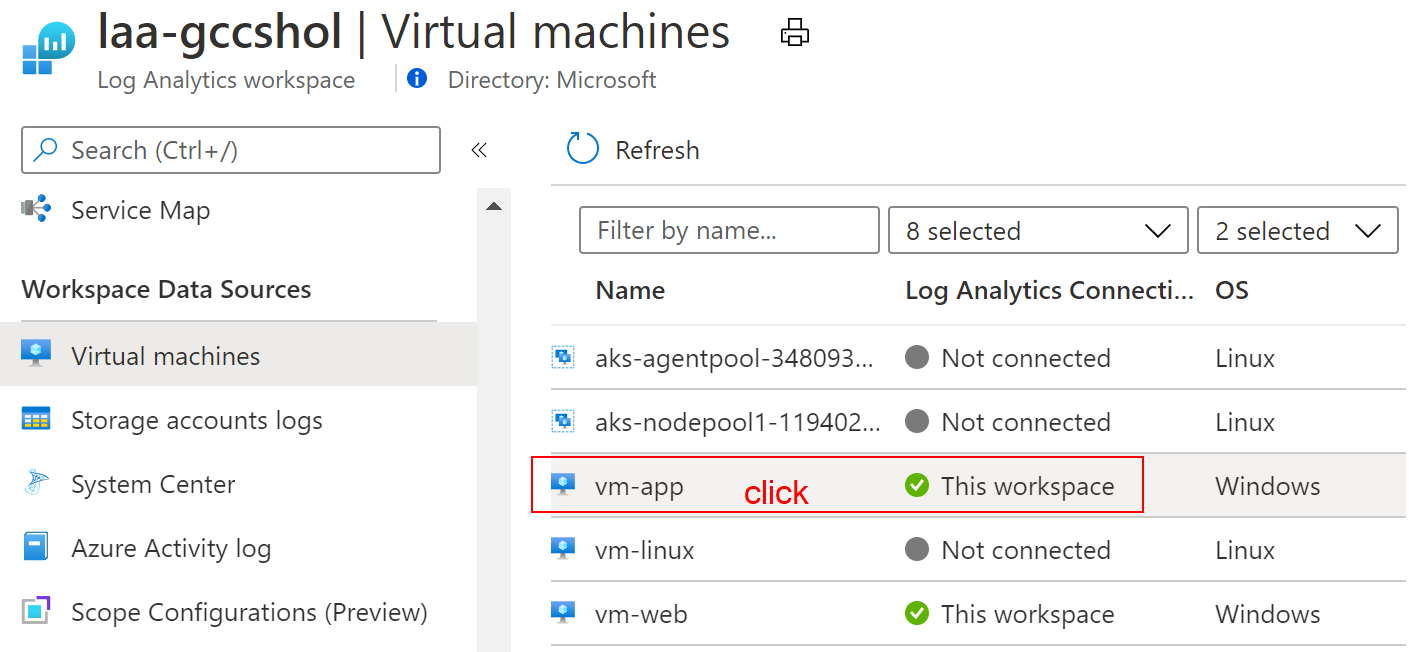 laa-gccshol | Virtual machines
Log Analytics workspace
Directory: Microsoft
Search (Ctrl+/)
«
Service Map
Workspace Data Sources
Virtual machines
Storage accounts logs
System Center
Azure Activity log
Scope Configurations (Preview)
Refresh
Filter by name...
8 selected
2 selected
Name Log Analytics Connecti... OS
aks-agentpool-348093... Not connected Linux
aks-nodepool1-119402... Not connected Linux
vm-app click This workspace Windows
vm-linux Not connected Linux
vm-web This workspace Windows